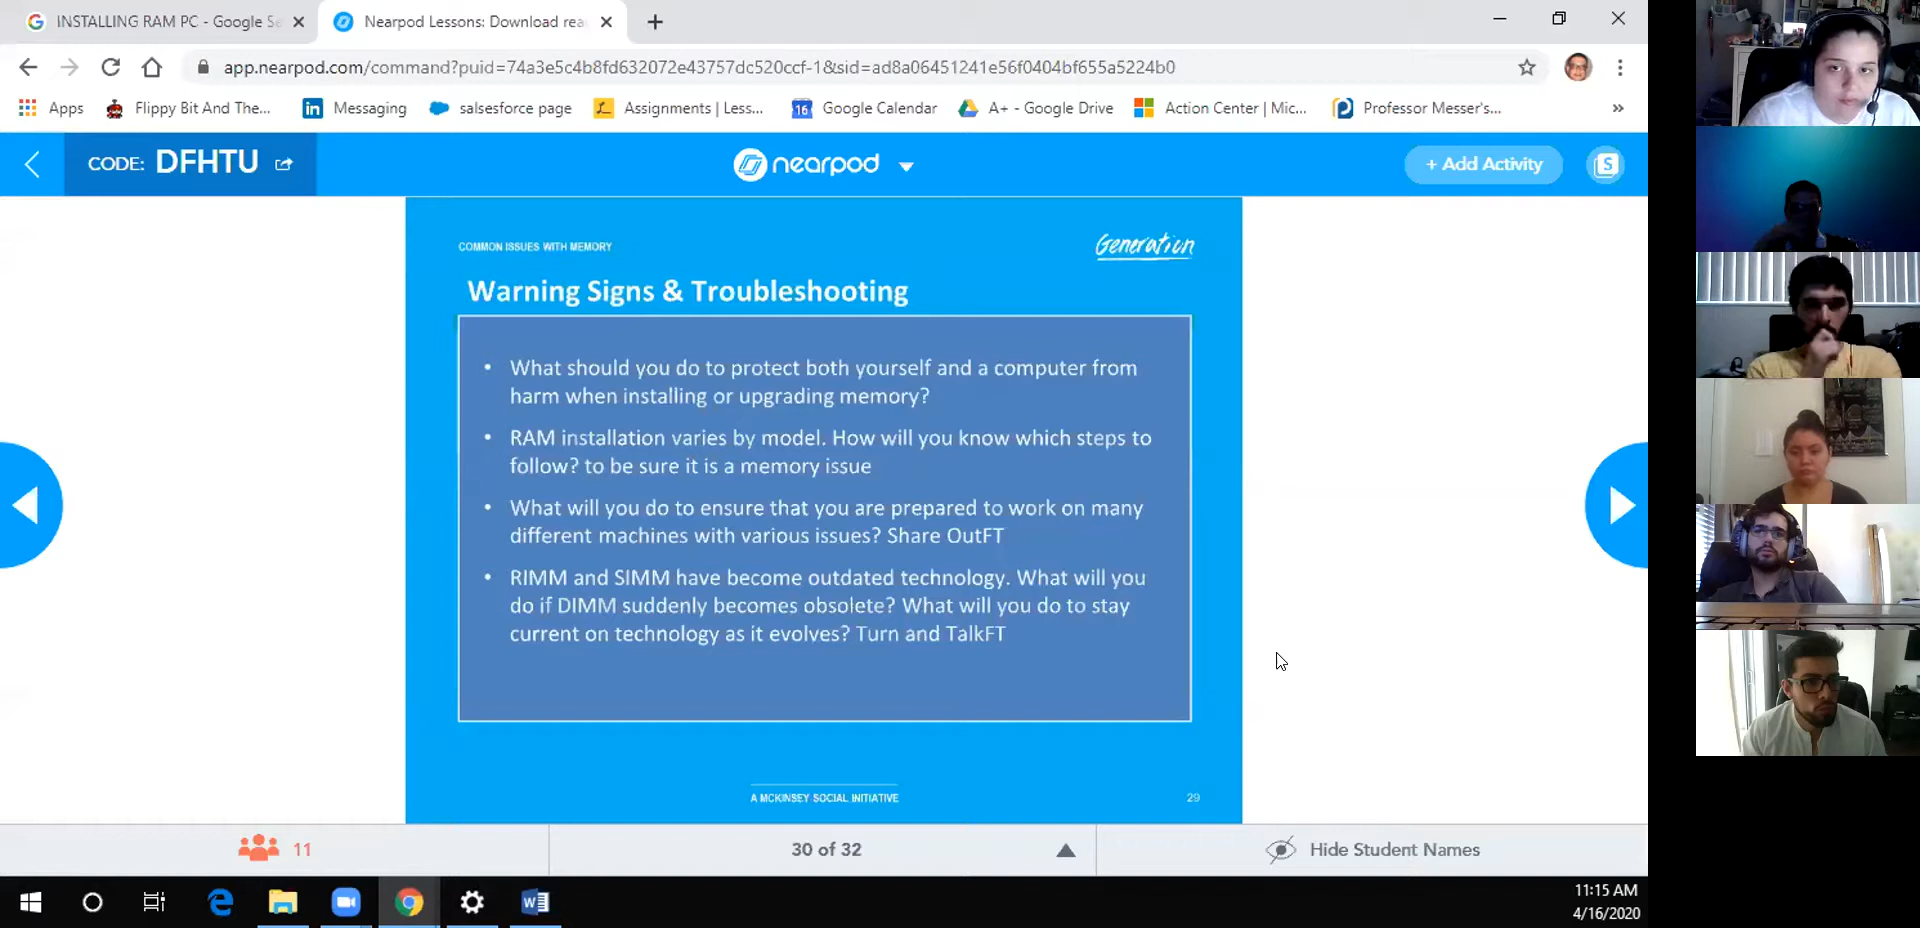 INSTALLING RAM PC - Google Se
Nearpod Lessons: Download rea
app.nearpod.com/command?puid=74a3e5c4b8fd632072e43757dc520ccf-1&sid=ad8a06451241e56f0404bf655a5224b0
Apps
Flippy Bit And The...
Messaging
salsesforce page
Assignments | Less...
Google Calendar
A+ - Google Drive
Action Center | Mic...
Professor Messer's...
CODE: DFHTU
nearpod
+ Add Activity
COMMON ISSUES WITH MEMORY
Generation
Warning Signs & Troubleshooting
• What should you do to protect both yourself and a computer from
harm when installing or upgrading memory?
• RAM installation varies by model. How will you know which steps to
follow? to be sure it is a memory issue
• What will you do to ensure that you are prepared to work on many
different machines with various issues? Share OutFT
• RIMM and SIMM have become outdated technology. What will you
do if DIMM suddenly becomes obsolete? What will you do to stay
current on technology as it evolves? Turn and TalkFT
A MCKINSEY SOCIAL INITIATIVE
29
11
30 of 32
Hide Student Names
11:15 AM
4/16/2020